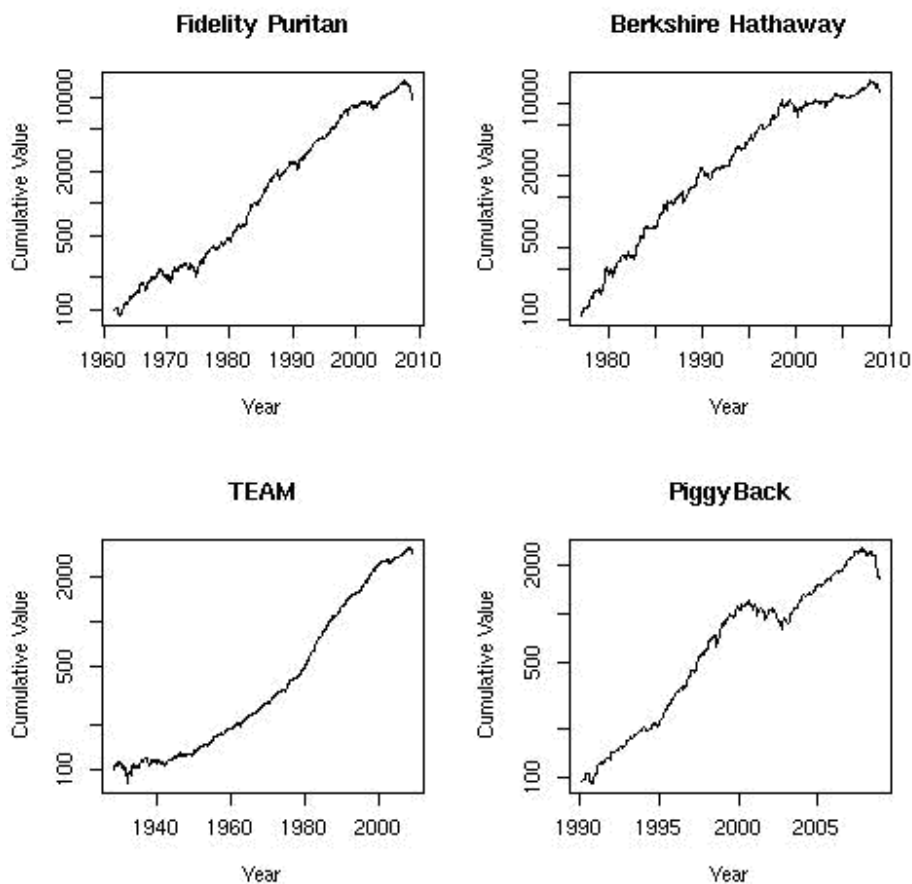 Fidelity Puritan
Cumulative Value
10000
2000
500
100
1960 1970 1980 1990 2000 2010
Year
Berkshire Hathaway
Cumulative Value
10000
2000
500
100
1980 1990 2000 2010
Year
TEAM
Cumulative Value
2000
500
100
1940 1960 1980 2000
Year
PiggyBack
Cumulative Value
2000
500
100
1990 1995 2000 2005
Year